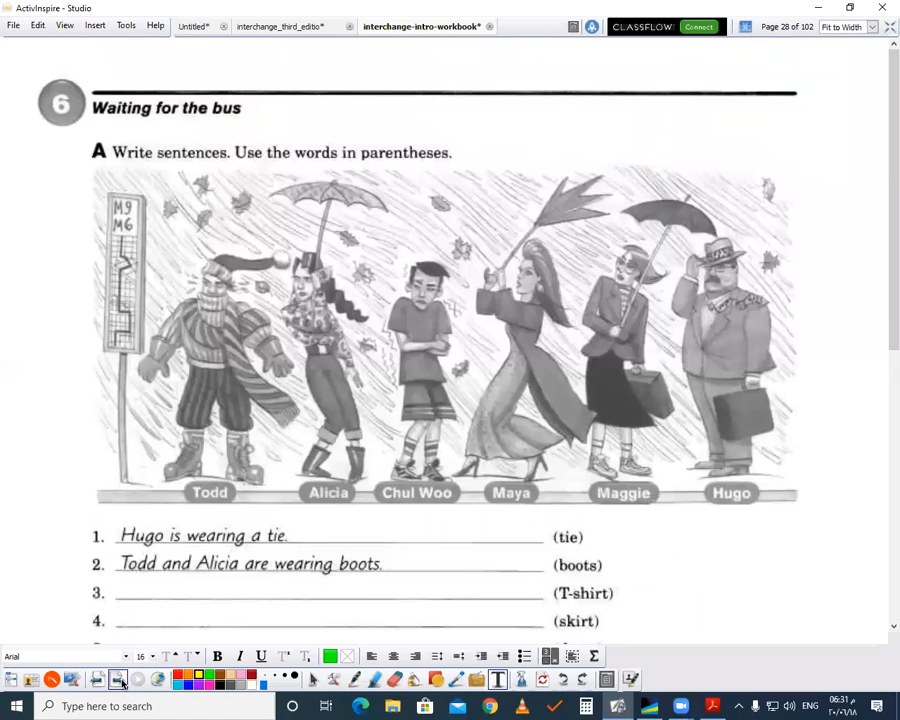 ActivInspire - Studio
File Edit View Insert Tools Help
Untitled*
interchange_third_editio*
interchange-intro-workbook*
CLASSFLOW Connect
Page 28 of 102
Fit to Width
6
Waiting for the bus
A Write sentences. Use the words in parentheses.
M9
M6
Todd Alicia Chul Woo Maya Maggie Hugo
1. Hugo is wearing a tie. (tie)
2. Todd and Alicia are wearing boots. (boots)
3. (T-shirt)
4. (skirt)
Arial 16 B I U
Type here to search
ENG
06:31 م